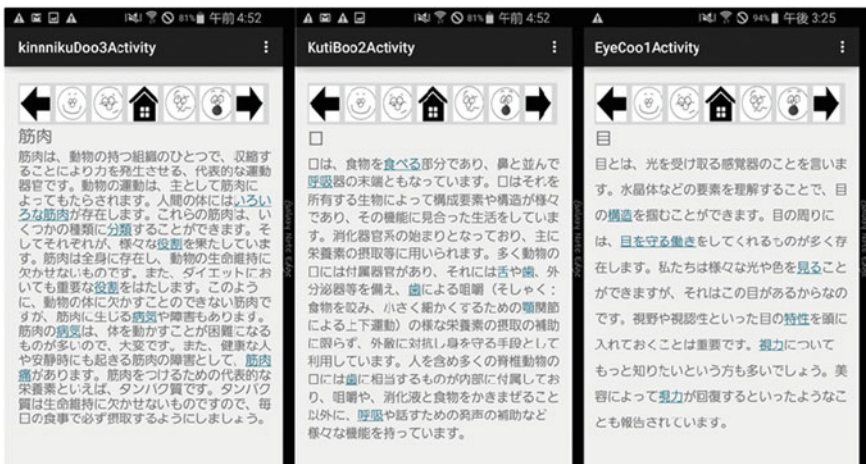 81% 午前 4:52
kinnnikuDoo3Activity
筋肉
筋肉は、動物の持つ組織のひとつで、収縮す
ることにより力を発生させる、代表的な運動
器官です。動物の運動は、主として筋肉に
よってもたらされます。人間の体にはいろい
ろな筋肉が存在します。これらの筋肉は、い
くつかの種類に分類することができます。そ
してそれぞれが、様々な役割を果たしていま
す。筋肉は全身に存在し、動物の生命維持に
欠かせないものです。また、ダイエットにお
いても重要な役割をはたします。このよう
に、動物の体に欠かすことのできない筋肉で
すが、筋肉に生じる病気や障害もあります。
筋肉の病気は、体を動かすことが困難になる
ものが多いので、大変です。また、健康な人
や安静時にも起きる筋肉の障害として、筋肉
痛があります。筋肉をつけるための代表的な
栄養素といえば、タンパク質です。タンパク
質は生命維持に欠かせないものですので、毎
日の食事で必ず摂取するようにしましょう。
81% 午前 4:52
KutiBoo2Activity
口
口は、食物を食べる部分であり、鼻と並んで
呼吸器の末端ともなっています。口はそれを
所有する生物によって構成要素や構造が様々
であり、その機能に見合った生活をしていま
す。消化器官系の始まりとなっており、主に
栄養素の摂取等に用いられます。多く動物の
口には付属器官があり、それには舌や歯、外
分泌器等を備え、歯による咀嚼（そしゃく：
食物を咬み、小さく細かくするための顎関節
による上下運動）の様な栄養素の摂取の補助
に限らず、外敵に対抗し身を守る手段として
利用しています。人を含め多くの脊椎動物の
口には歯に相当するものが内部に付属してお
り、咀嚼や、消化液と食物をかきまぜること
以外に、呼吸や話すための発声の補助など
様々な機能を持っています。
94% 午後 3:25
EyeCoo1Activity
目
目とは、光を受け取る感覚器のことを言いま
す。水晶体などの要素を理解することで、目
の構造を掴むことができます。目の周りに
は、目を守る働きをしてくれるものが多く存
在します。私たちは様々な光や色を見ること
ができますが、それはこの目があるからなの
です。視野や視認性といった目の特性を頭に
入れておくことは重要です。視力について
もっと知りたいという方も多いでしょう。美
容によって視力が回復するといったようなこ
とも報告されています。